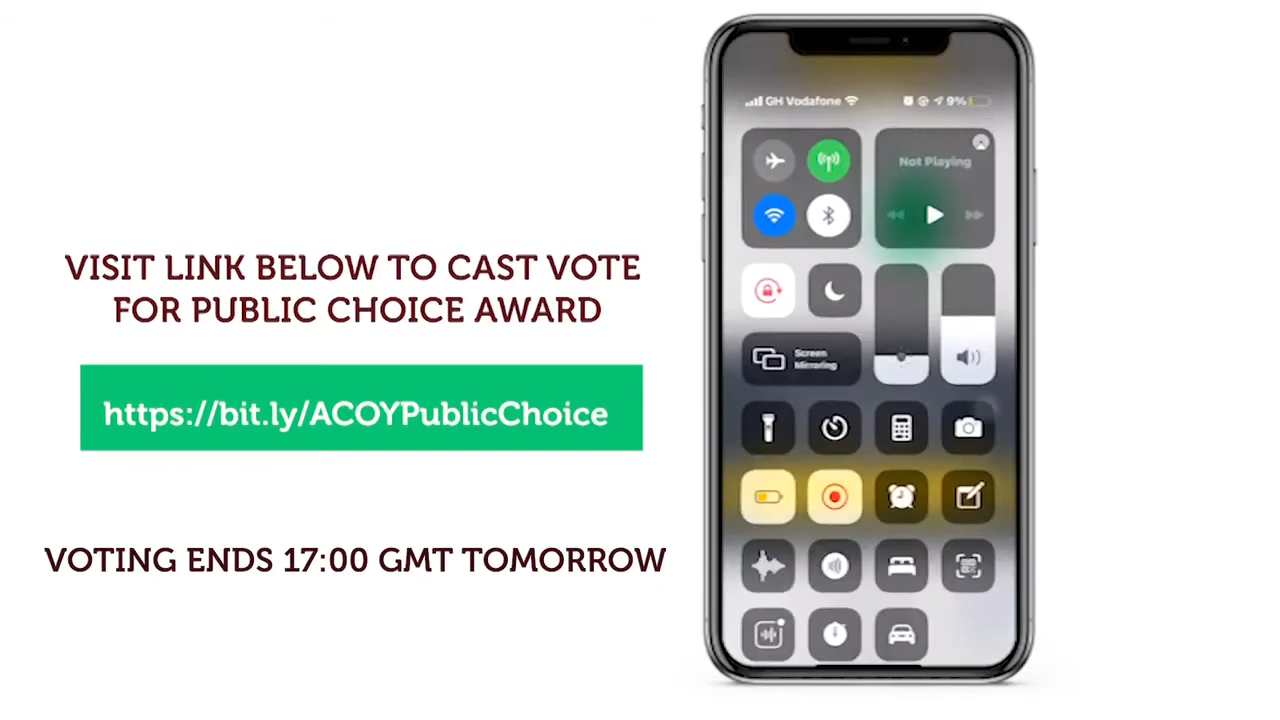 GH Vodafone
9%
Not Playing
Screen
Mirroring
VISIT LINK BELOW TO CAST VOTE
FOR PUBLIC CHOICE AWARD
https://bit.ly/ACOYPublicChoice
VOTING ENDS 17:00 GMT TOMORROW